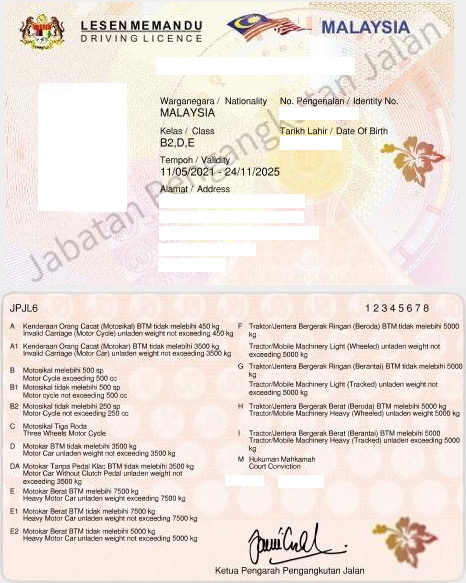 LESEN MEMANDU
DRIVING LICENCE
MALAYSIA
Jabatan Pengangkutan Jalan
Warganegara / Nationality
No. Pengenalan / Identity No.
MALAYSIA
Kelas / Class
Tarikh Lahir / Date Of Birth
B2,D,E
Tempoh / Validity
11/05/2021 - 24/11/2025
Alamat / Address
JPJL6
1 2 3 4 5 6 7 8
A Kenderaan Orang Cacat (Motosikal) BTM tidak melebihi 450 kg
Invalid Carriage (Motor Cycle) unladen weight not exceeding 450 kg
A1 Kenderaan Orang Cacat (Motokar) BTM tidak melebihi 3500 kg
Invalid Carriage (Motor Car) unladen weight not exceeding 3500 kg
B Motosikal melebihi 500 sp
Motor Cycle exceeding 500 cc
B1 Motosikal tidak melebihi 500 sp
Motor cycle not exceeding 500 cc
B2 Motosikal tidak melebihi 250 sp
Motor Cycle not exceeding 250 cc
C Motosikal Tiga Roda
Three Wheels Motor Cycle
D Motokar BTM tidak melebihi 3500 kg
Motor Car unladen weight not exceeding 3500 kg
DA Motokar Tanpa Pedal Klac BTM tidak melebihi 3500 kg
Motor Car Without Clutch Pedal unladen weight not
exceeding 3500 kg
E Motokar Berat BTM melebihi 7500 kg
Heavy Motor Car unladen weight exceeding 7500 kg
E1 Motokar Berat BTM tidak melebihi 7500 kg
Heavy Motor Car unladen weight not exceeding 7500 kg
E2 Motokar Berat BTM tidak melebihi 5000 kg
Heavy Motor Car unladen weight not exceeding 5000 kg
F Traktor/Jentera Bergerak Ringan (Beroda) BTM tidak melebihi 5000
kg
Tractor/Mobile Machinery Light (Wheeled) unladen weight not
exceeding 5000 kg
G Traktor/Jentera Bergerak Ringan (Berantai) BTM tidak melebihi 5000
kg
Tractor/Mobile Machinery Light (Tracked) unladen weight not
exceeding 5000 kg
H Traktor/Jentera Bergerak Berat (Beroda) BTM melebihi 5000 kg
Tractor/Mobile Machinery Heavy (Wheeled) unladen weight 5000 kg
I Traktor/Jentera Bergerak Berat (Berantai) BTM melebihi 5000
Tractor/Mobile Machinery Heavy (Tracked) unladen weight exceeding 5000
kg
M Hukuman Mahkamah
Court Conviction
Ketua Pengarah Pengangkutan Jalan